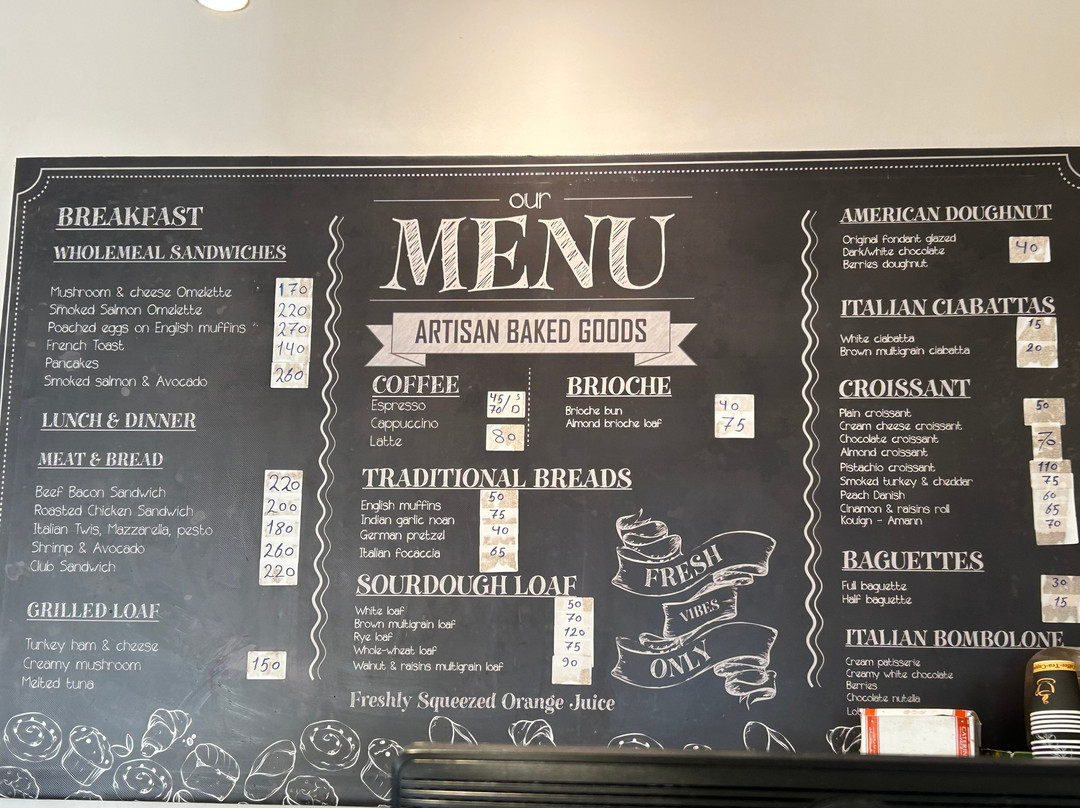 our
MENU
ARTISAN BAKED GOODS
BREAKFAST
WHOLEMEAL SANDWICHES
Mushroom & cheese Omelette 170
Smoked Salmon Omelette 220
Poached eggs on English muffins 270
French Toast 140
Pancakes
Smoked salmon & Avocado 260
LUNCH & DINNER
MEAT & BREAD
Beef Bacon Sandwich 220
Roasted Chicken Sandwich 200
Italian Twis, Mazzarella, pesto 180
Shrimp & Avocado 260
Club Sandwich 220
GRILLED LOAF
Turkey ham & cheese
Creamy mushroom 150
Melted tuna
COFFEE
Espresso 45/ S
70/ D
Cappuccino
Latte 80
BRIOCHE
Brioche bun 40
Almond brioche loaf 75
TRADITIONAL BREADS
English muffins 50
Indian garlic noan 75
German pretzel 40
Italian focaccia 65
SOURDOUGH LOAF
White loaf 50
Brown multigrain loaf 70
Rye loaf 120
Whole-wheat loaf 75
Walnut & raisins multigrain loaf 90
Freshly Squeezed Orange Juice
FRESH
VIBES
ONLY
AMERICAN DOUGHNUT
Original fondant glazed
Dark/white chocolate 40
Berries doughnut
ITALIAN CIABATTAS
White ciabatta 15
Brown multigrain ciabatta 20
CROISSANT
Plain croissant 50
Cream cheese croissant
Chocolate croissant 70
Almond croissant
Pistachio croissant 110
Smoked turkey & cheddar 75
Peach Danish 60
Cinamon & raisins roll 65
Kouign - Amann 70
BAGUETTES
Full baguette 30
Half baguette 15
ITALIAN BOMBOLONE
Cream patisserie
Creamy white chocolate
Berries
Chocolate nutella